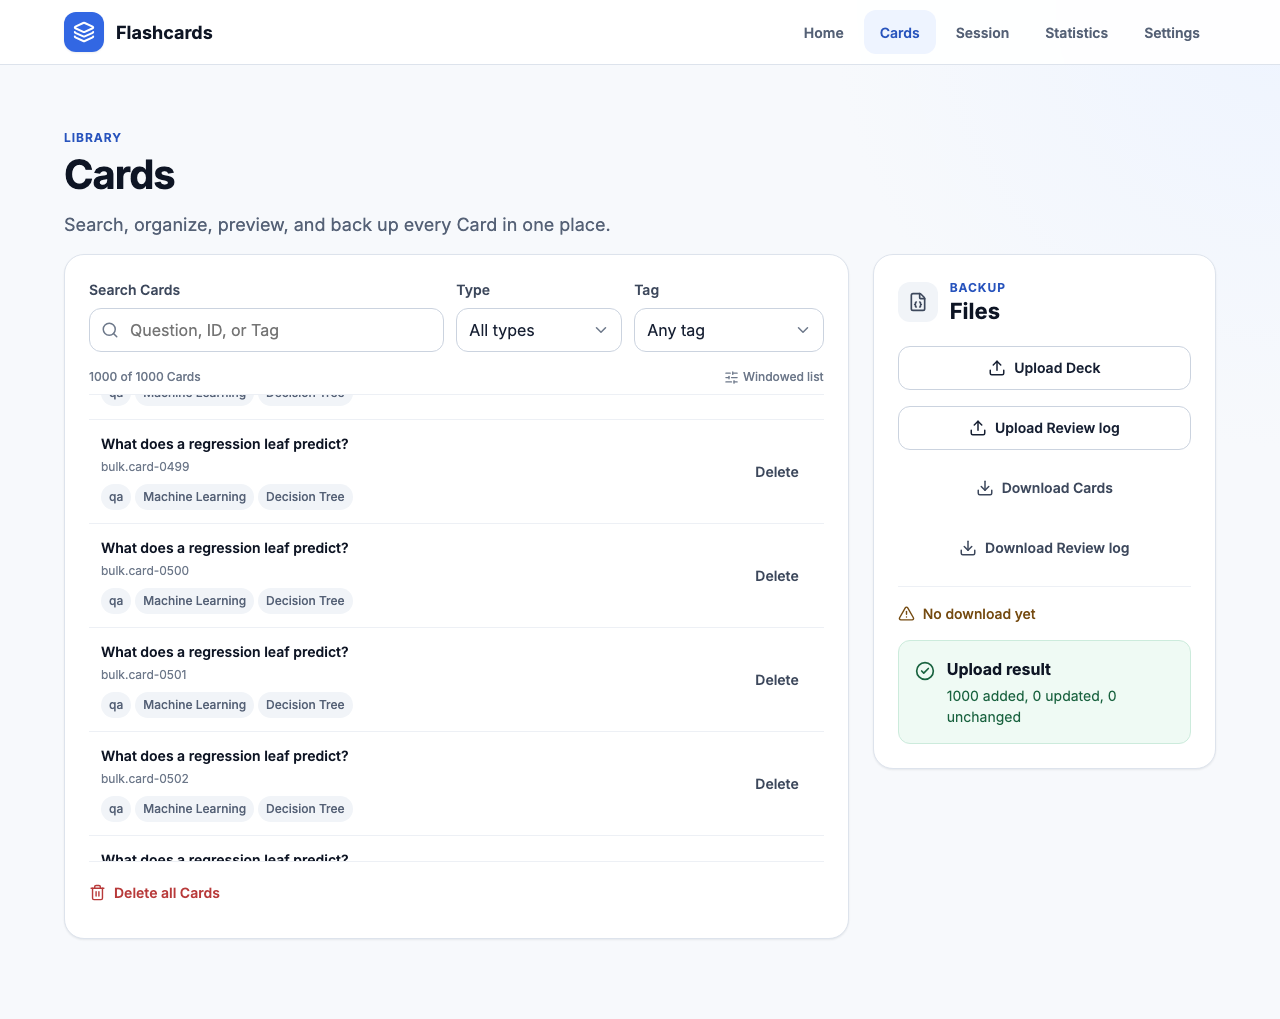 Flashcards
Home
Cards
Session
Statistics
Settings
LIBRARY
Cards
Search, organize, preview, and back up every Card in one place.
Search Cards
Type
Tag
Question, ID, or Tag
All types
Any tag
1000 of 1000 Cards
Windowed list
qa Machine Learning Decision Tree
What does a regression leaf predict?
bulk.card-0499
qa Machine Learning Decision Tree
Delete
What does a regression leaf predict?
bulk.card-0500
qa Machine Learning Decision Tree
Delete
What does a regression leaf predict?
bulk.card-0501
qa Machine Learning Decision Tree
Delete
What does a regression leaf predict?
bulk.card-0502
qa Machine Learning Decision Tree
Delete
What does a regression leaf predict?
Delete all Cards
BACKUP
Files
Upload Deck
Upload Review log
Download Cards
Download Review log
No download yet
Upload result
1000 added, 0 updated, 0
unchanged